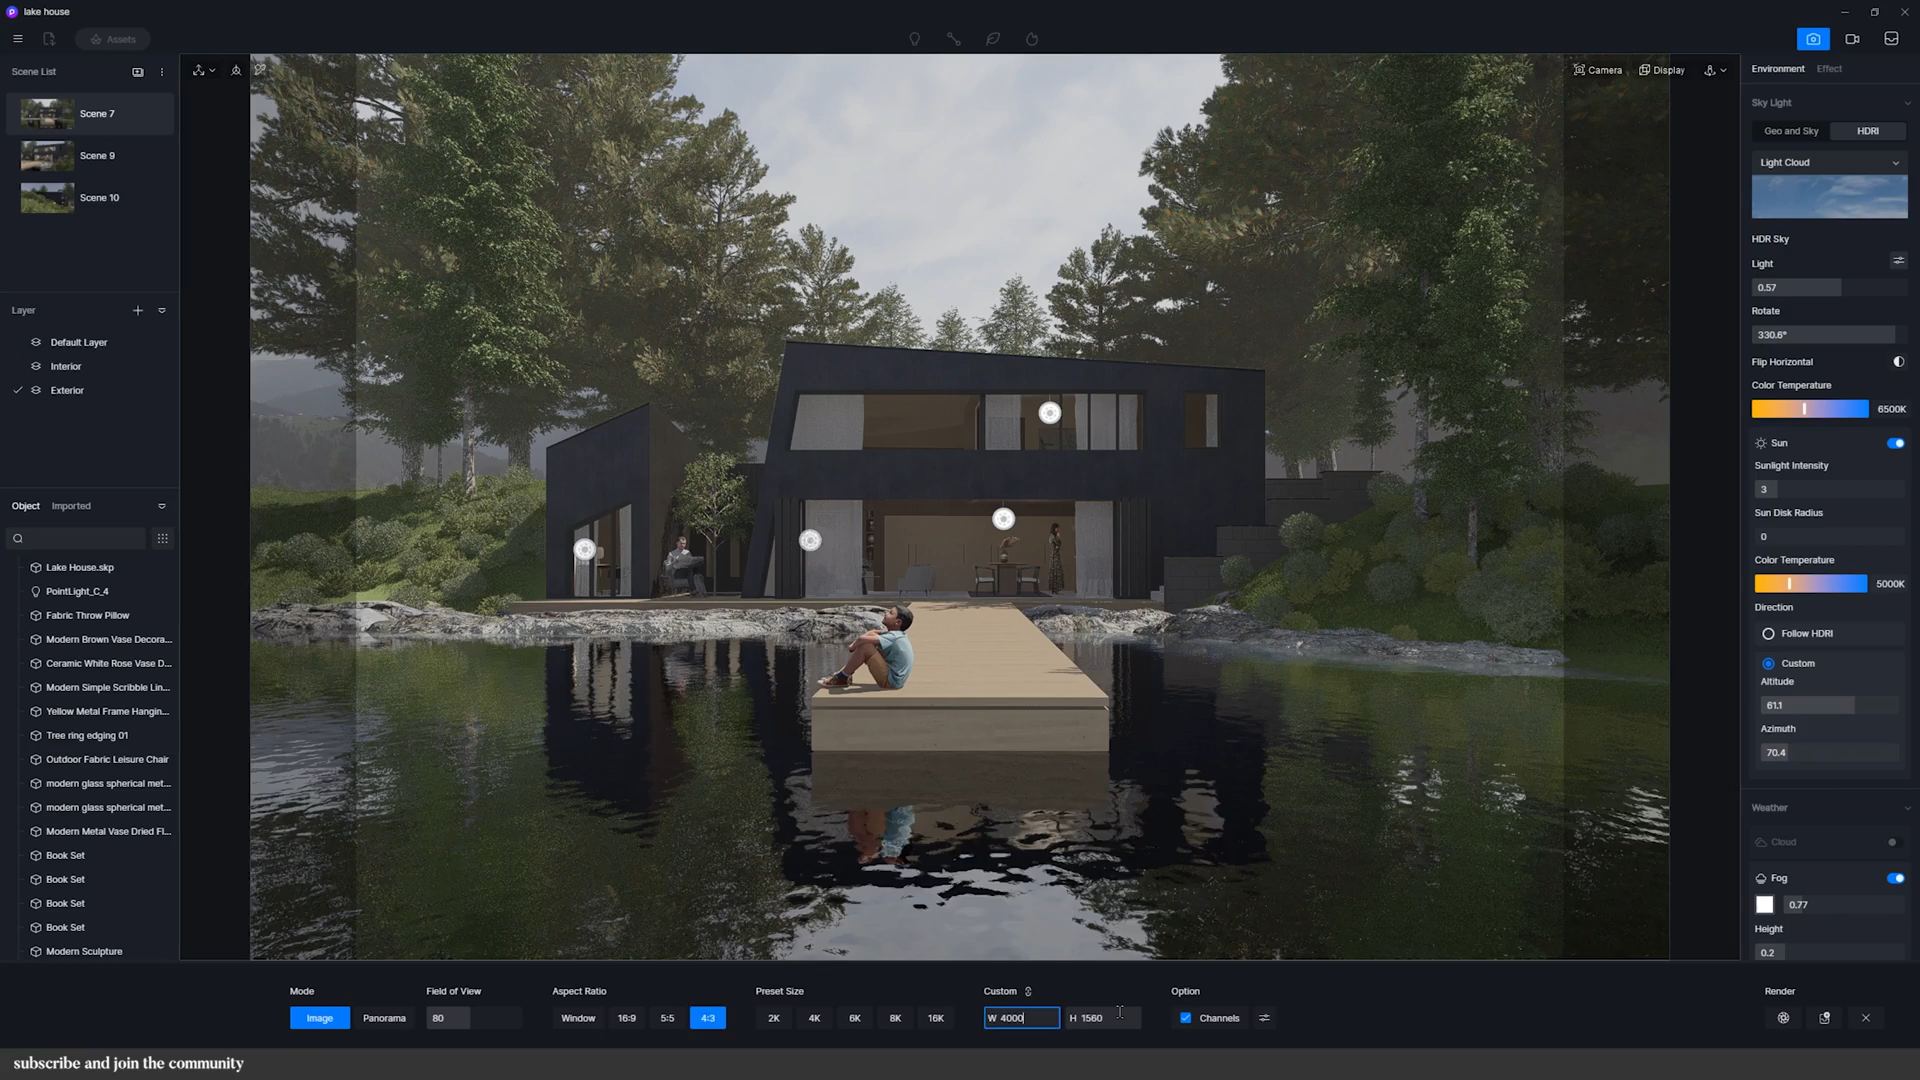 lake house
Assets
Scene List
Scene 7
Scene 9
Scene 10
Layer
Default Layer
Interior
Exterior
Object Imported
Lake House.skp
PointLight_C_4
Fabric Throw Pillow
Modern Brown Vase Decora...
Ceramic White Rose Vase D...
Modern Simple Scribble Lin...
Yellow Metal Frame Hangin...
Tree ring edging 01
Outdoor Fabric Leisure Chair
modern glass spherical met...
modern glass spherical met...
Modern Metal Vase Dried Fl...
Book Set
Book Set
Book Set
Book Set
Modern Sculpture
Camera Display
Environment Effect
Sky Light
Geo and Sky HDRI
Light Cloud
HDR Sky
Light
0.57
Rotate
330.6°
Flip Horizontal
Color Temperature
6500K
Sun
Sunlight Intensity
3
Sun Disk Radius
0
Color Temperature
5000K
Direction
Follow HDRI
Custom
Altitude
61.1
Azimuth
70.4
Weather
Cloud
Fog
0.77
Height
0.2
Mode Field of View Aspect Ratio Preset Size Custom Option Render
Image Panorama 80 Window 16:9 5:5 4:3 2K 4K 6K 8K 16K W 4000 H 1560 Channels
subscribe and join the community